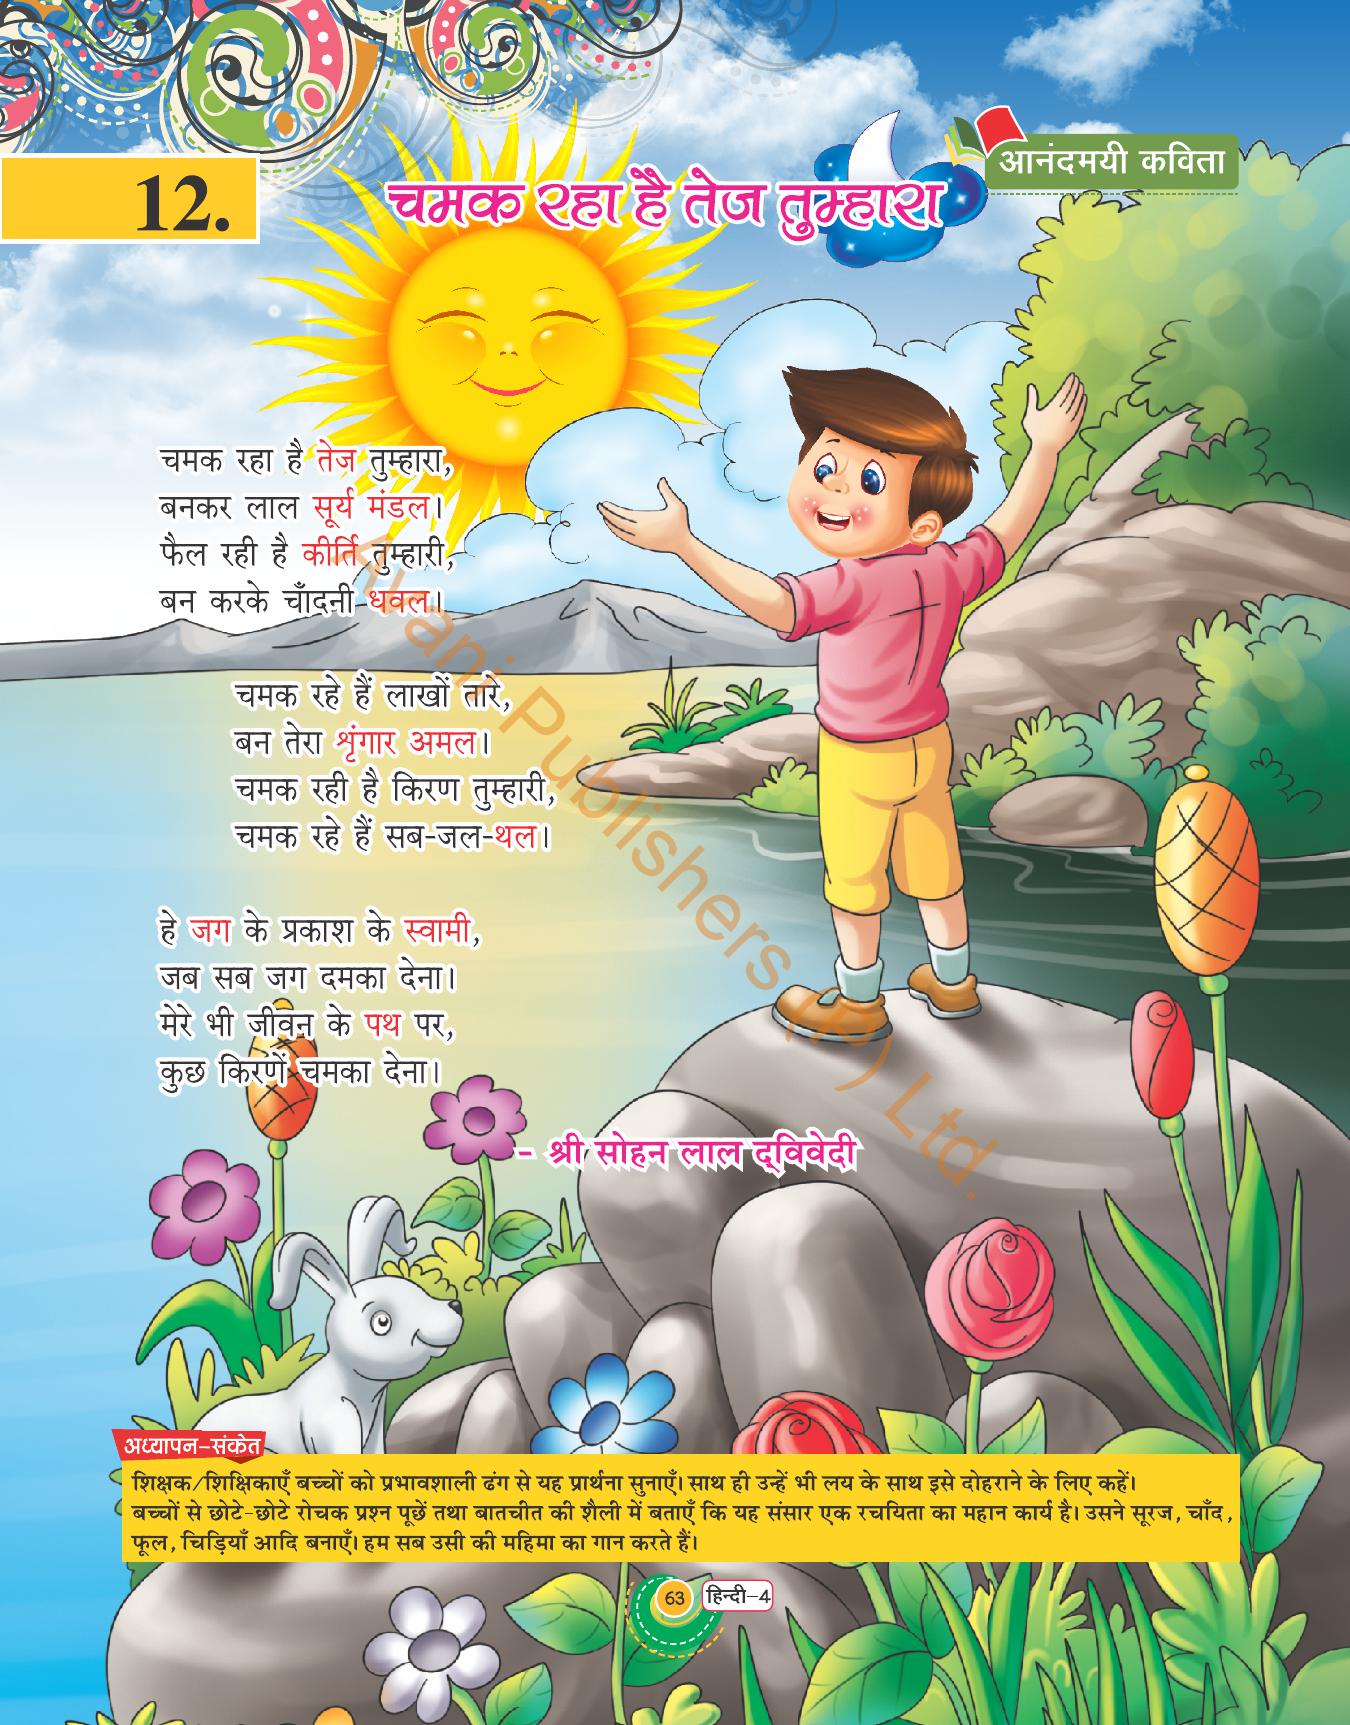 आनंदमयी कविता
12.
चमक रहा है तेज तुम्हारा
चमक रहा है तेज तुम्हारा,
बनकर लाल सूर्य मंडल।
फैल रही है कीर्ति तुम्हारी,
बन करके चाँदनी धवल।
चमक रहे हैं लाखों तारे,
बन तेरा शृंगार अमल।
चमक रही है किरण तुम्हारी,
चमक रहे हैं सब-जल-थल।
हे जग के प्रकाश के स्वामी,
जब सब जग दमका देना।
मेरे भी जीवन के पथ पर,
कुछ किरणें चमका देना।
- श्री सोहन लाल द्‌विवेदी
Avani Publishers (P) Ltd.
अध्यापन-संकेत
शिक्षक/शिक्षिकाएँ बच्चों को प्रभावशाली ढंग से यह प्रार्थना सुनाएँ। साथ ही उन्हें भी लय के साथ इसे दोहराने के लिए कहें।
बच्चों से छोटे-छोटे रोचक प्रश्न पूछें तथा बातचीत की शैली में बताएँ कि यह संसार एक रचयिता का महान कार्य है। उसने सूरज, चाँद,
फूल, चिड़ियाँ आदि बनाएँ। हम सब उसी की महिमा का गान करते हैं।
63 हिन्दी-4